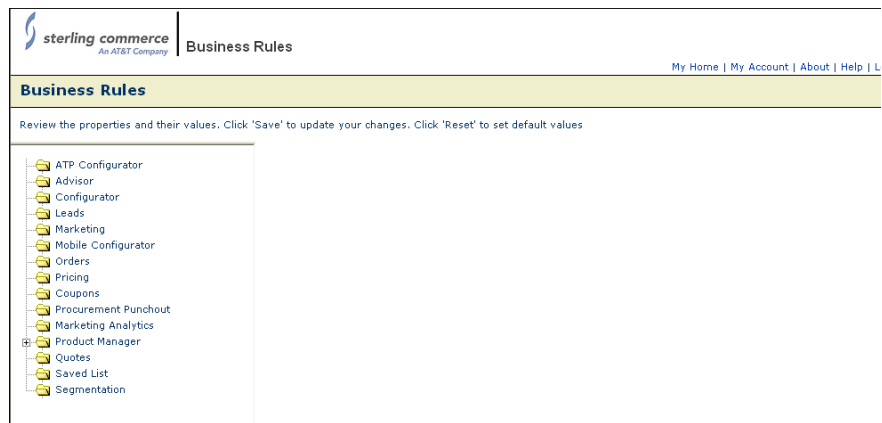 sterling commerce
An AT&T Company
Business Rules
My Home | My Account | About | Help | L
Business Rules
Review the properties and their values. Click 'Save' to update your changes. Click 'Reset' to set default values
ATP Configurator
Advisor
Configurator
Leads
Marketing
Mobile Configurator
Orders
Pricing
Coupons
Procurement Punchout
Marketing Analytics
Product Manager
Quotes
Saved List
Segmentation